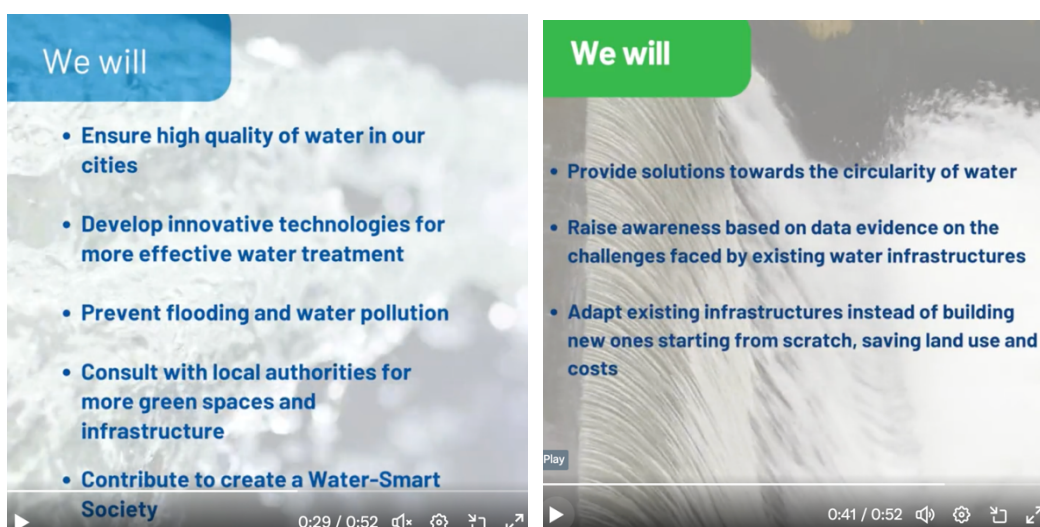 We will
Ensure high quality of water in our
cities
Develop innovative technologies for
more effective water treatment
Prevent flooding and water pollution
Consult with local authorities for
more green spaces and
infrastructure
Contribute to create a Water-Smart
Society
0:29 / 0:52
We will
Provide solutions towards the circularity of water
Raise awareness based on data evidence on the
challenges faced by existing water infrastructures
Adapt existing infrastructures instead of building
new ones starting from scratch, saving land use and
costs
Play
0:41 / 0:52